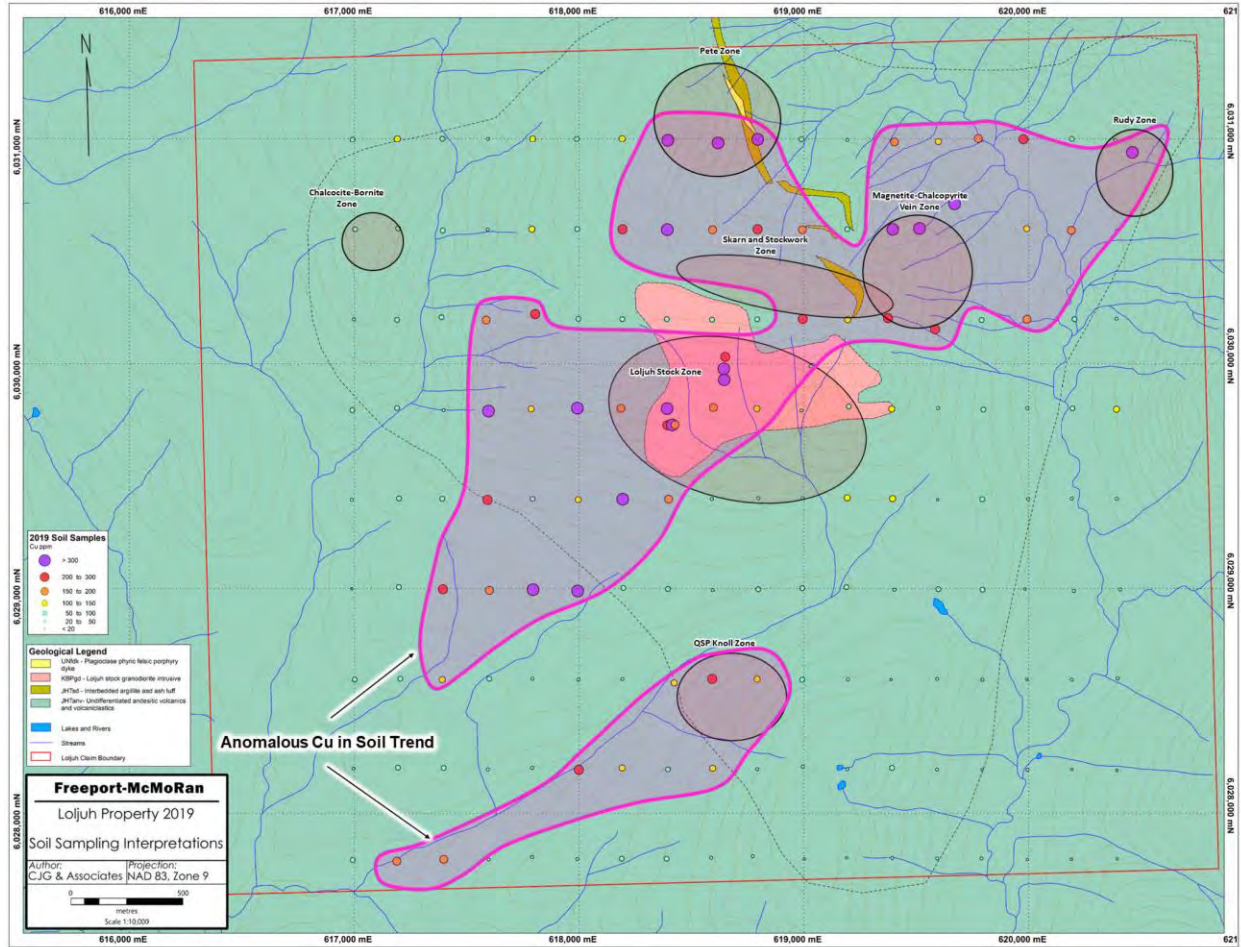 616,000 mE
617,000 mE
618,000 mE
619,000 mE
620,000 mE
621
N
Pete Zone
Rudy Zone
6,031,000 mN
6,031,000 mN
Chalcocite-Bornite
Zone
Magnetite-Chalcopyrite
Vein Zone
Skarn and Stockwork
Zone
6,030,000 mN
6,030,000 mN
Loljuh Stock Zone
2019 Soil Samples
Cu ppm
> 300
200 to 300
150 to 200
100 to 150
50 to 100
20 to 50
< 20
6,029,000 mN
6,029,000 mN
Geological Legend
UNfdk - Plagioclase phyric felsic porphyry
dyke
KBPgd - Loljuh stock granodiorite intrusive
JHTsd - Interbedded argillite and ash tuff
JHTanv- Undifferentiated andesitic volcanics
and volcaniclastics
Lakes and Rivers
Streams
Loljuh Claim Boundary
QSP Knoll Zone
Anomalous Cu in Soil Trend
6,028,000 mN
6,028,000 mN
Freeport-McMoRan
Loljuh Property 2019
Soil Sampling Interpretations
Author:
CJG & Associates
Projection:
NAD 83, Zone 9
0 500
metres
Scale 1:10,000
616,000 mE
617,000 mE
618,000 mE
619,000 mE
620,000 mE
621